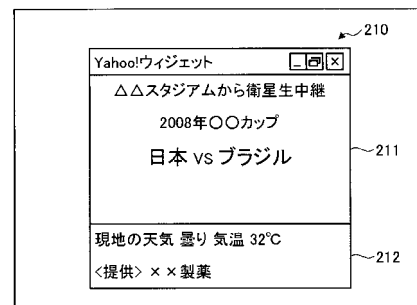 210
Yahoo!ウィジェット
△△スタジアムから衛星生中継
2008年〇〇カップ
日本 VS ブラジル
211
現地の天気 曇り 気温 32℃
<提供> ××製薬
212